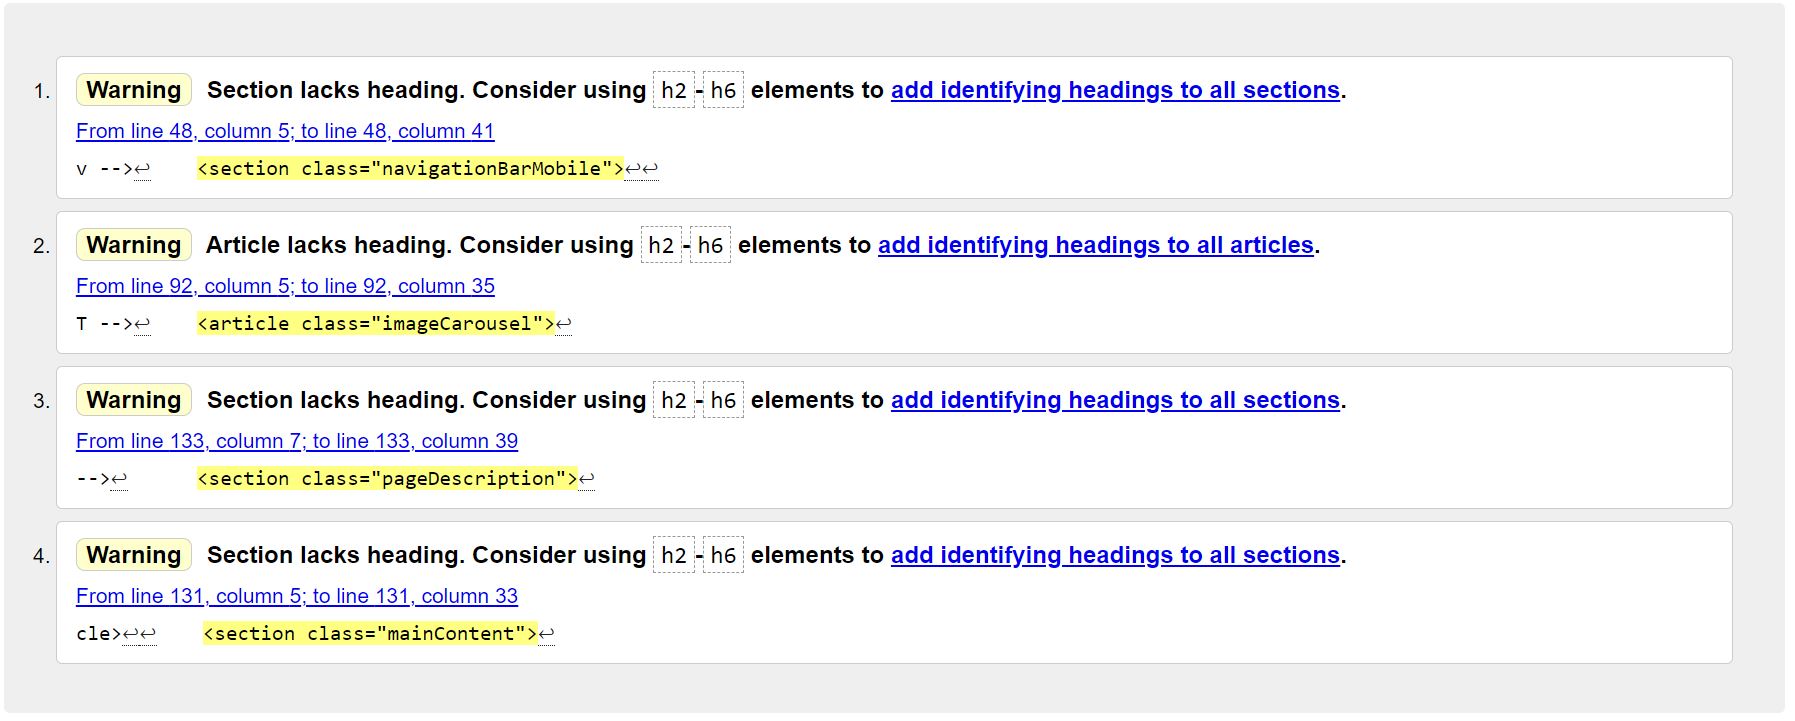 1. Warning Section lacks heading. Consider using h2-h6 elements to add identifying headings to all sections.
From line 48, column 5; to line 48, column 41
v -->↩    <section class="navigationBarMobile">↩↩
2. Warning Article lacks heading. Consider using h2-h6 elements to add identifying headings to all articles.
From line 92, column 5; to line 92, column 35
T -->↩    <article class="imageCarousel">↩
3. Warning Section lacks heading. Consider using h2-h6 elements to add identifying headings to all sections.
From line 133, column 7; to line 133, column 39
-->↩      <section class="pageDescription">↩
4. Warning Section lacks heading. Consider using h2-h6 elements to add identifying headings to all sections.
From line 131, column 5; to line 131, column 33
cle>↩↩    <section class="mainContent">↩